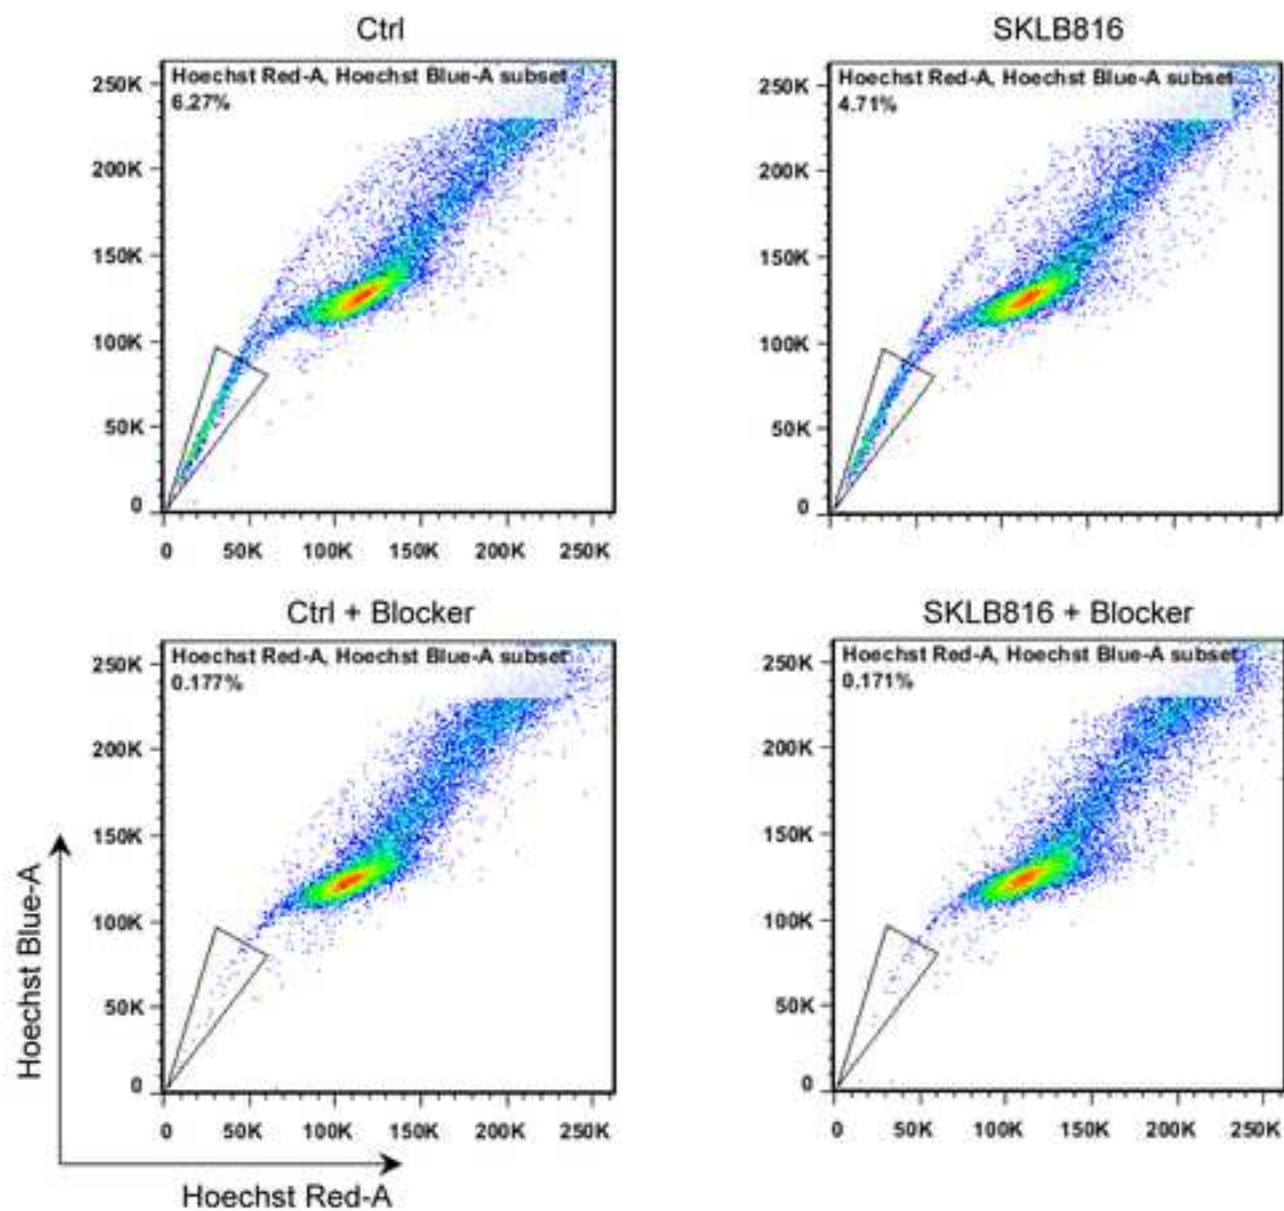 Ctrl
SKLB816
Hoechst Red-A, Hoechst Blue-A subset
6.27%
250K
200K
150K
100K
50K
0
0 50K 100K 150K 200K 250K
Hoechst Red-A, Hoechst Blue-A subset
4.71%
250K
200K
150K
100K
50K
0
Ctrl + Blocker
SKLB816 + Blocker
Hoechst Red-A, Hoechst Blue-A subset
0.177%
250K
200K
150K
100K
50K
0
0 50K 100K 150K 200K 250K
Hoechst Red-A, Hoechst Blue-A subset
0.171%
250K
200K
150K
100K
50K
0
0 50K 100K 150K 200K 250K
Hoechst Blue-A
Hoechst Red-A